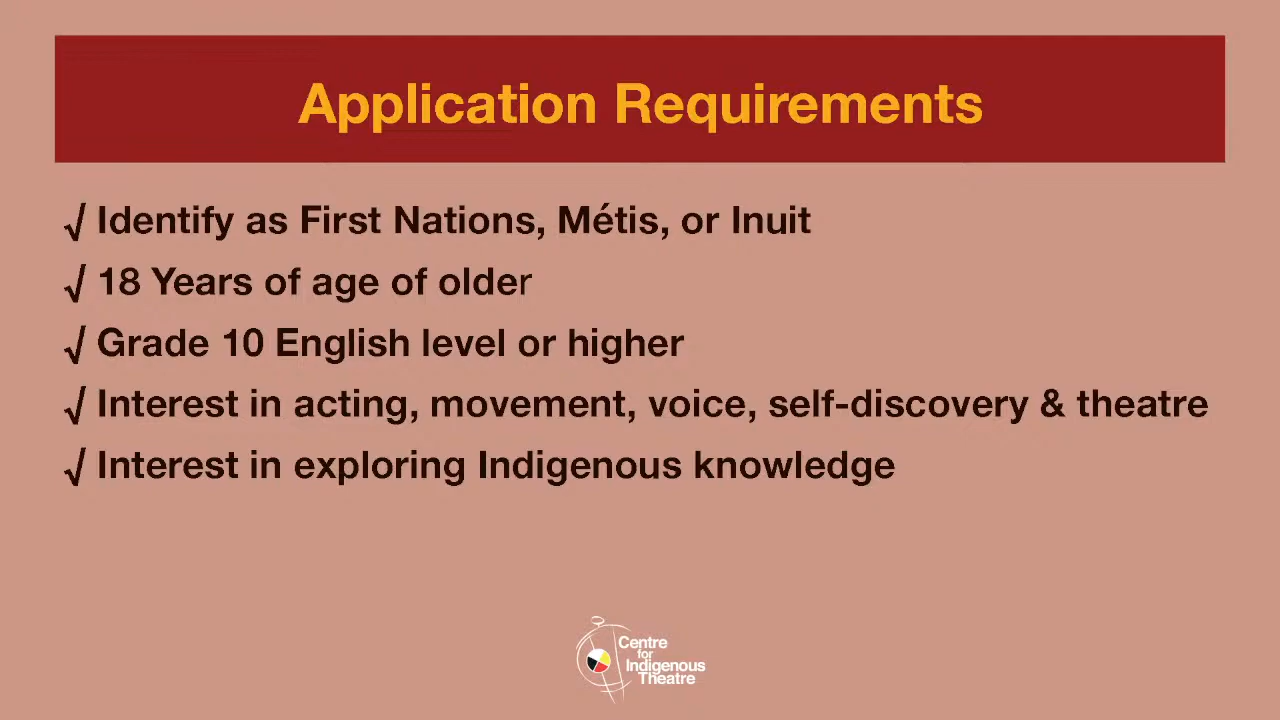 Application Requirements
√ Identify as First Nations, Métis, or Inuit
√ 18 Years of age of older
√ Grade 10 English level or higher
√ Interest in acting, movement, voice, self-discovery & theatre
√ Interest in exploring Indigenous knowledge
Centre
for
Indigenous
Theatre